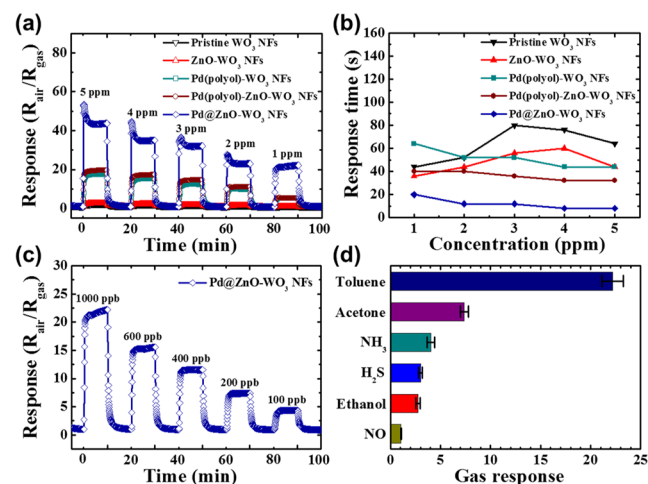 (a)
Response (R_air/R_gas)
100
80
60
40
20
0
Pristine WO₃ NFs
ZnO-WO₃ NFs
Pd(polyol)-WO₃ NFs
Pd(polyol)-ZnO-WO₃ NFs
Pd@ZnO-WO₃ NFs
5 ppm
4 ppm
3 ppm
2 ppm
1 ppm
0 20 40 60 80 100
Time (min)
(b)
Response time (s)
160
140
120
100
80
60
40
20
0
Pristine WO₃ NFs
ZnO-WO₃ NFs
Pd(polyol)-WO₃ NFs
Pd(polyol)-ZnO-WO₃ NFs
Pd@ZnO-WO₃ NFs
1 2 3 4 5
Concentration (ppm)
(c)
Response (R_air/R_gas)
30
25
20
15
10
5
0
Pd@ZnO-WO₃ NFs
1000 ppb
600 ppb
400 ppb
200 ppb
100 ppb
0 20 40 60 80 100
Time (min)
(d)
Toluene
Acetone
NH₃
H₂S
Ethanol
NO
0 5 10 15 20 25
Gas response